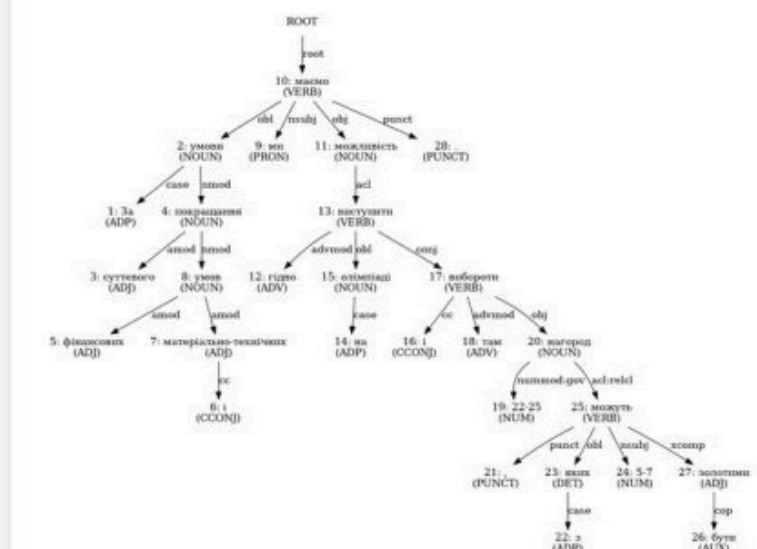 ROOT
root
10: маємо
(VERB)
obl nsubj obj punct
2: умови 9: ми 11: можливість 28: .
(NOUN) (PRON) (NOUN) (PUNCT)
case nmod acl
1: За 4: покращання 13: виступити
(ADP) (NOUN) (VERB)
amod nmod advmod obl conj
3: суттєвого 8: умов 12: гідно 15: олімпіаді 17: вибороти
(ADJ) (NOUN) (ADV) (NOUN) (VERB)
amod amod case cc advmod obj
5: фінансових 7: матеріально-технічних 14: на 16: і 18: там 20: нагород
(ADJ) (ADJ) (ADP) (CCONJ) (ADV) (NOUN)
cc nummod:gov acl:relcl
6: і 19: 22-25 25: можуть
(CCONJ) (NUM) (VERB)
punct obl nsubj xcomp
21: , 23: яких 24: 5-7 27: золотими
(PUNCT) (DET) (NUM) (ADJ)
case cop
22: з 26: бути
(ADP) (AUX)